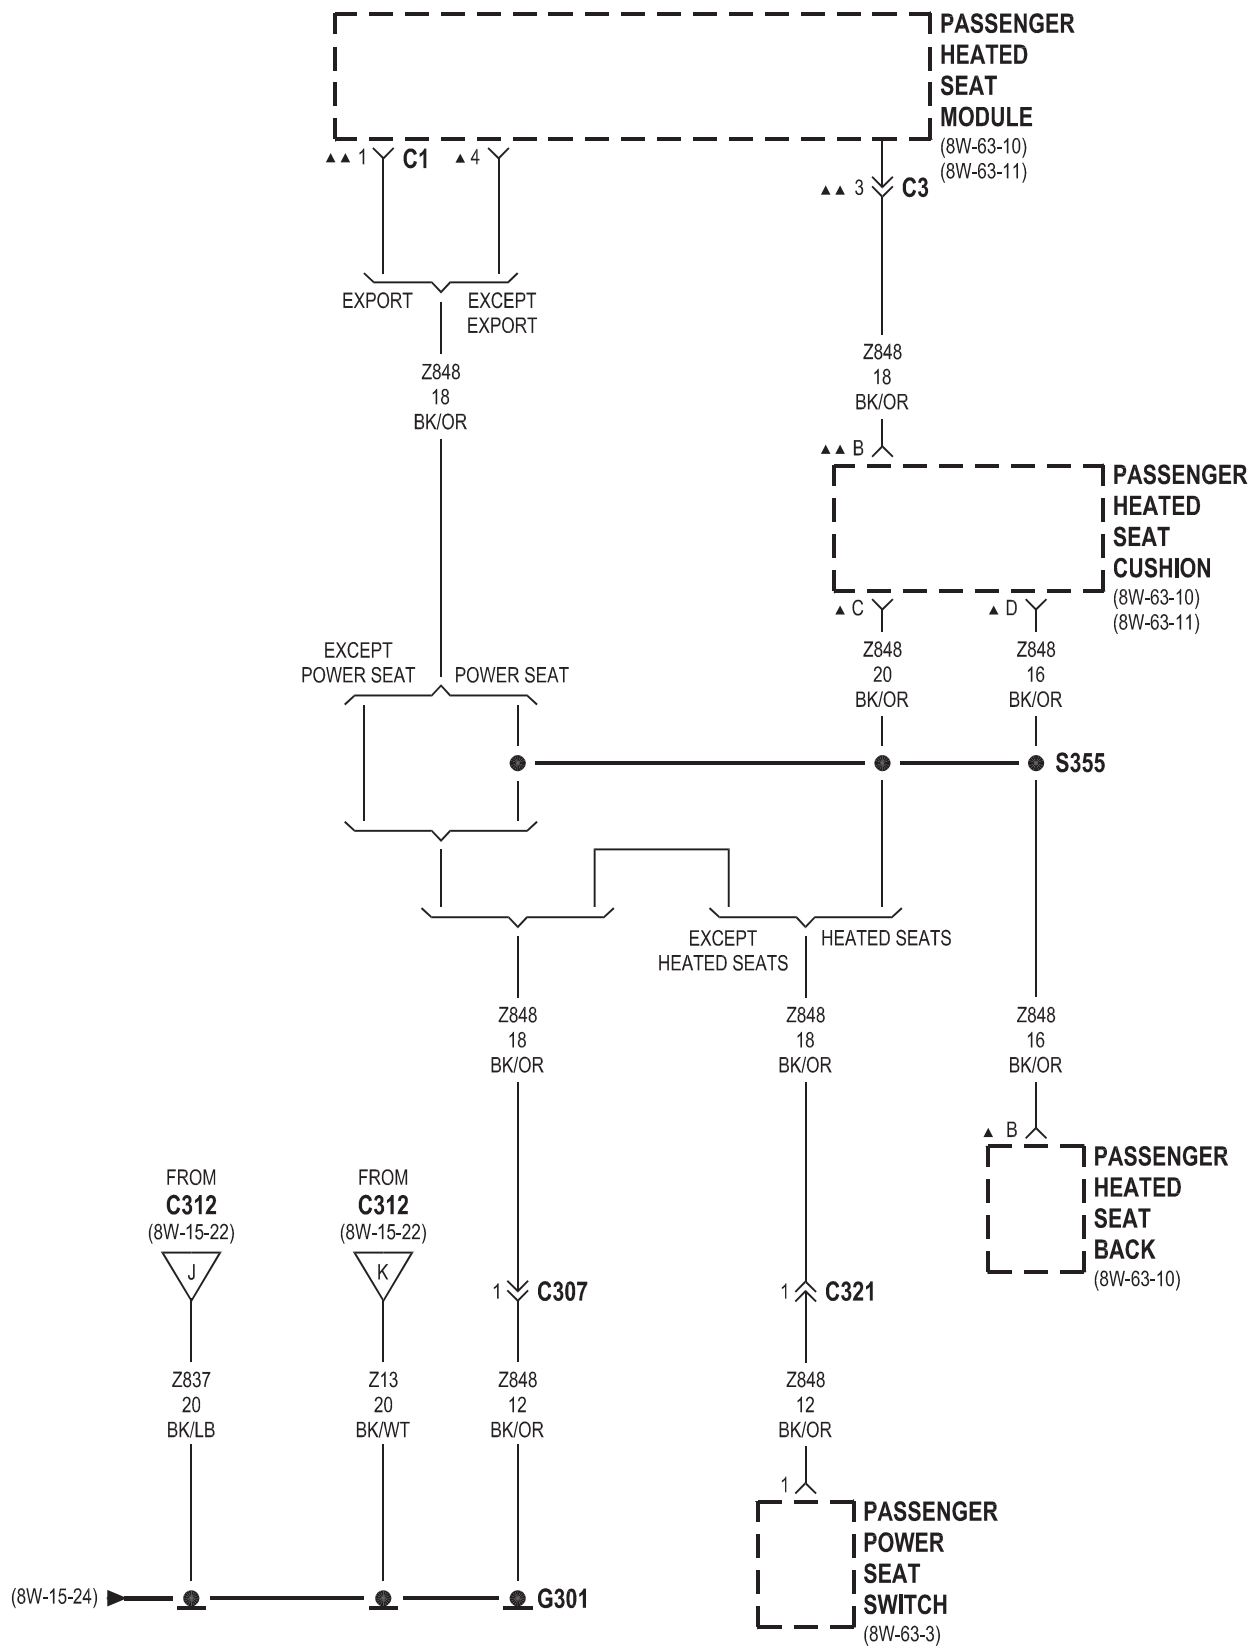 PASSENGER
HEATED
SEAT
MODULE
(8W-63-10)
(8W-63-11)
▲▲ 1 C1
▲ 4
▲▲ 3 C3
EXPORT
EXCEPT
EXPORT
Z848
18
BK/OR
Z848
18
BK/OR
▲▲ B
PASSENGER
HEATED
SEAT
CUSHION
(8W-63-10)
(8W-63-11)
▲ C
▲ D
Z848
20
BK/OR
Z848
16
BK/OR
EXCEPT
POWER SEAT
POWER SEAT
S355
EXCEPT
HEATED SEATS
HEATED SEATS
Z848
18
BK/OR
Z848
18
BK/OR
Z848
16
BK/OR
▲ B
PASSENGER
HEATED
SEAT
BACK
(8W-63-10)
FROM
C312
(8W-15-22)
J
FROM
C312
(8W-15-22)
K
1 C307
1 C321
Z837
20
BK/LB
Z13
20
BK/WT
Z848
12
BK/OR
Z848
12
BK/OR
1
PASSENGER
POWER
SEAT
SWITCH
(8W-63-3)
(8W-15-24)
G301